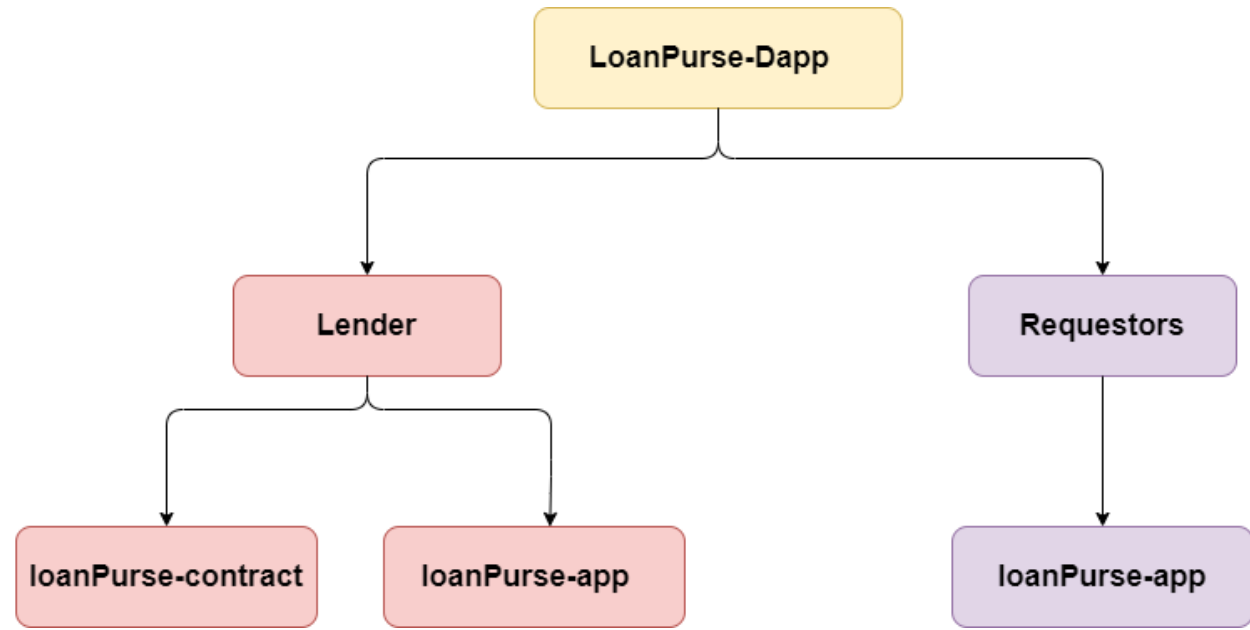 LoanPurse-Dapp
Lender
Requestors
loanPurse-contract
loanPurse-app
loanPurse-app